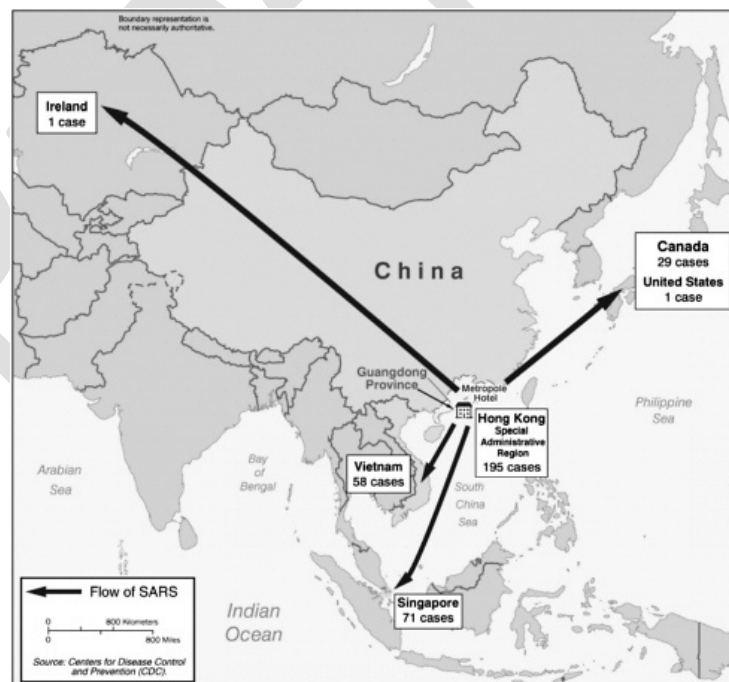 Boundary representation is
not necessarily authoritative.
Ireland
1 case
Canada
29 cases
United States
1 case
China
Guangdong
Province
Metropole
Hotel
Hong Kong
Special
Administrative
Region
195 cases
Philippine
Sea
Arabian
Sea
Bay
of
Bengal
Vietnam
58 cases
South
China
Sea
Singapore
71 cases
Indian
Ocean
Flow of SARS
0 800 Kilometers
0 800 Miles
Source: Centers for Disease Control
and Prevention (CDC).